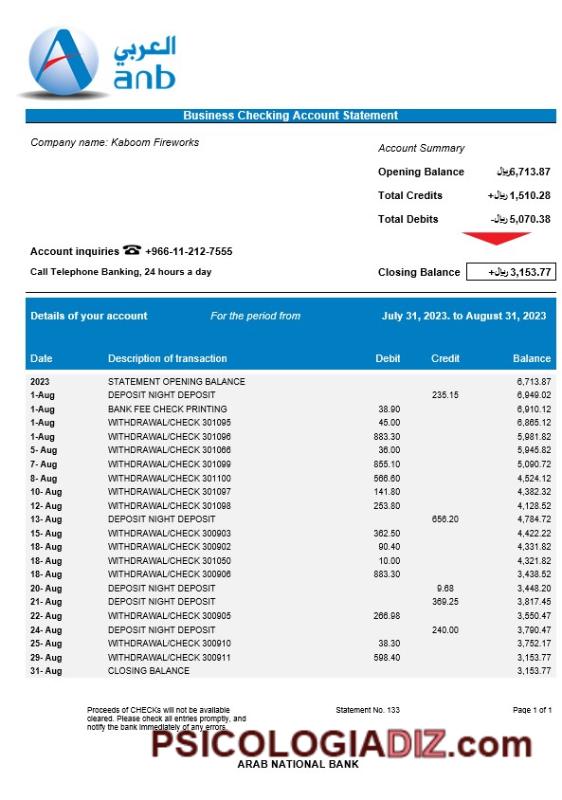 العربي
anb
Business Checking Account Statement
Company name: Kaboom Fireworks
Account Summary
Opening Balance ﷼6,713.87
Total Credits +﷼ 1,510.28
Total Debits -﷼ 5,070.38
Account inquiries ☎ +966-11-212-7555
Call Telephone Banking, 24 hours a day
Closing Balance +﷼ 3,153.77
Details of your account For the period from July 31, 2023. to August 31, 2023
Date Description of transaction Debit Credit Balance
2023 STATEMENT OPENING BALANCE 6,713.87
1-Aug DEPOSIT NIGHT DEPOSIT 235.15 6,949.02
1-Aug BANK FEE CHECK PRINTING 38.90 6,910.12
1-Aug WITHDRAWAL/CHECK 301095 45.00 6,865.12
1-Aug WITHDRAWAL/CHECK 301096 883.30 5,981.82
5- Aug WITHDRAWAL/CHECK 301066 36.00 5,945.82
7- Aug WITHDRAWAL/CHECK 301099 855.10 5,090.72
8- Aug WITHDRAWAL/CHECK 301100 566.60 4,524.12
10- Aug WITHDRAWAL/CHECK 301097 141.80 4,382.32
12- Aug WITHDRAWAL/CHECK 301098 253.80 4,128.52
13- Aug DEPOSIT NIGHT DEPOSIT 656.20 4,784.72
15- Aug WITHDRAWAL/CHECK 300903 362.50 4,422.22
18- Aug WITHDRAWAL/CHECK 300902 90.40 4,331.82
18- Aug WITHDRAWAL/CHECK 301050 10.00 4,321.82
18- Aug WITHDRAWAL/CHECK 300906 883.30 3,438.52
20- Aug DEPOSIT NIGHT DEPOSIT 9.68 3,448.20
21- Aug DEPOSIT NIGHT DEPOSIT 369.25 3,817.45
22- Aug WITHDRAWAL/CHECK 300905 266.98 3,550.47
24- Aug DEPOSIT NIGHT DEPOSIT 240.00 3,790.47
25- Aug WITHDRAWAL/CHECK 300910 38.30 3,752.17
29- Aug WITHDRAWAL/CHECK 300911 598.40 3,153.77
31- Aug CLOSING BALANCE 3,153.77
Proceeds of CHECKs will not be available Statement No. 133 Page 1 of 1
cleared. Please check all entries promptly, and
notify the bank immediately of any errors.
PSICOLOGIADIZ.com
ARAB NATIONAL BANK